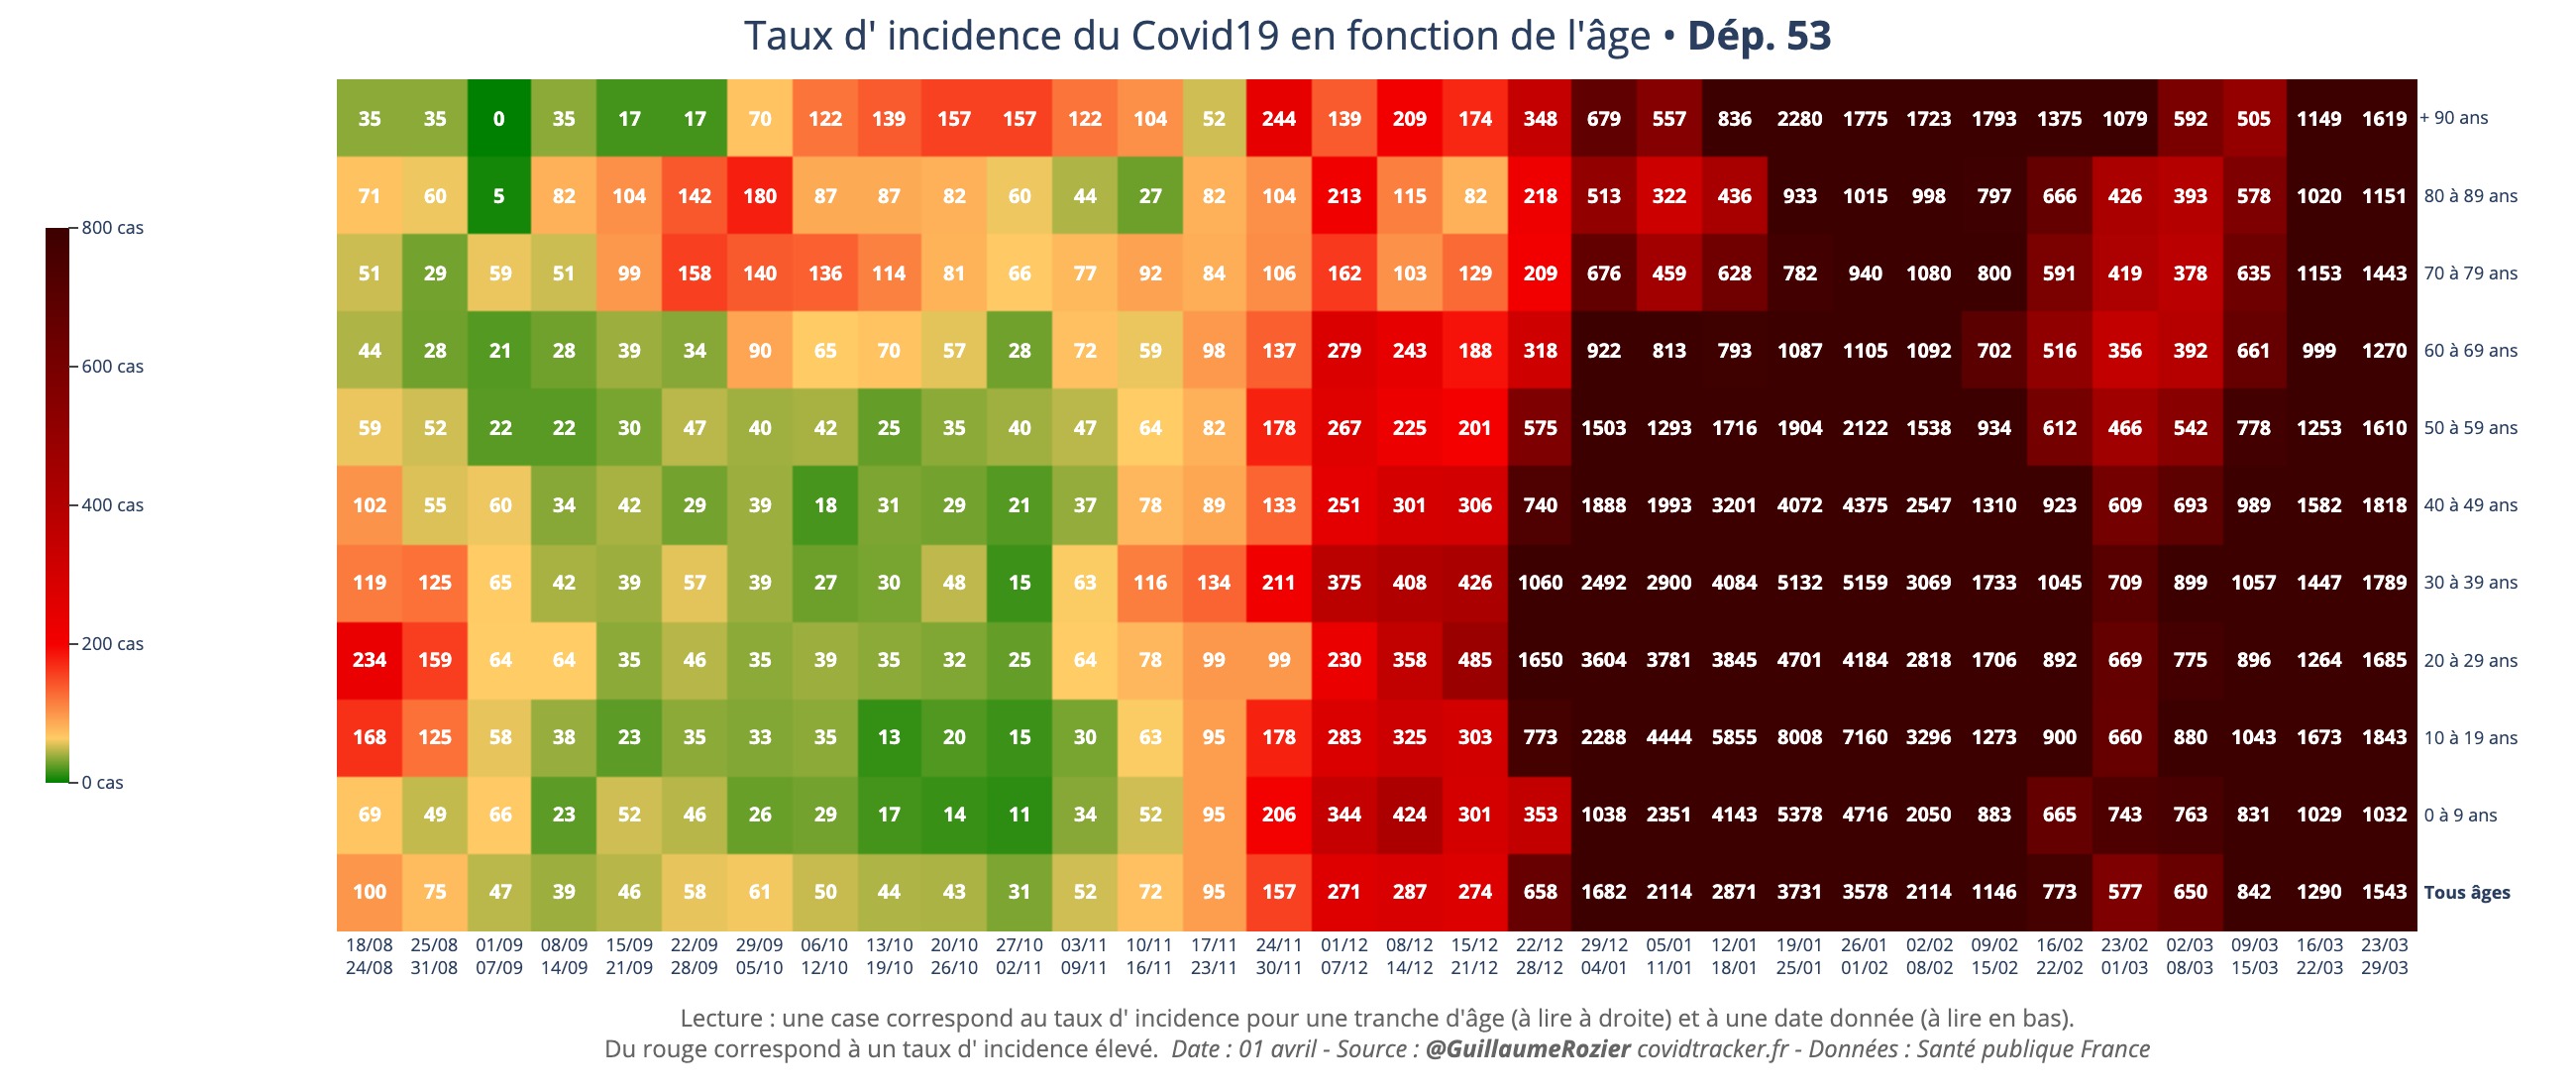 Taux d' incidence du Covid19 en fonction de l'âge • Dép. 53
35 35 0 35 17 17 70 122 139 157 157 122 104 52 244 139 209 174 348 679 557 836 2280 1775 1723 1793 1375 1079 592 505 1149 1619 + 90 ans
71 60 5 82 104 142 180 87 87 82 60 44 27 82 104 213 115 82 218 513 322 436 933 1015 998 797 666 426 393 578 1020 1151 80 à 89 ans
800 cas
51 29 59 51 99 158 140 136 114 81 66 77 92 84 106 162 103 129 209 676 459 628 782 940 1080 800 591 419 378 635 1153 1443 70 à 79 ans
44 28 21 28 39 34 90 65 70 57 28 72 59 98 137 279 243 188 318 922 813 793 1087 1105 1092 702 516 356 392 661 999 1270 60 à 69 ans
600 cas
59 52 22 22 30 47 40 42 25 35 40 47 64 82 178 267 225 201 575 1503 1293 1716 1904 2122 1538 934 612 466 542 778 1253 1610 50 à 59 ans
400 cas
102 55 60 34 42 29 39 18 31 29 21 37 78 89 133 251 301 306 740 1888 1993 3201 4072 4375 2547 1310 923 609 693 989 1582 1818 40 à 49 ans
119 125 65 42 39 57 39 27 30 48 15 63 116 134 211 375 408 426 1060 2492 2900 4084 5132 5159 3069 1733 1045 709 899 1057 1447 1789 30 à 39 ans
200 cas
234 159 64 64 35 46 35 39 35 32 25 64 78 99 99 230 358 485 1650 3604 3781 3845 4701 4184 2818 1706 892 669 775 896 1264 1685 20 à 29 ans
168 125 58 38 23 35 33 35 13 20 15 30 63 95 178 283 325 303 773 2288 4444 5855 8008 7160 3296 1273 900 660 880 1043 1673 1843 10 à 19 ans
0 cas
69 49 66 23 52 46 26 29 17 14 11 34 52 95 206 344 424 301 353 1038 2351 4143 5378 4716 2050 883 665 743 763 831 1029 1032 0 à 9 ans
100 75 47 39 46 58 61 50 44 43 31 52 72 95 157 271 287 274 658 1682 2114 2871 3731 3578 2114 1146 773 577 650 842 1290 1543 Tous âges
18/08 25/08 01/09 08/09 15/09 22/09 29/09 06/10 13/10 20/10 27/10 03/11 10/11 17/11 24/11 01/12 08/12 15/12 22/12 29/12 05/01 12/01 19/01 26/01 02/02 09/02 16/02 23/02 02/03 09/03 16/03 23/03
24/08 31/08 07/09 14/09 21/09 28/09 05/10 12/10 19/10 26/10 02/11 09/11 16/11 23/11 30/11 07/12 14/12 21/12 28/12 04/01 11/01 18/01 25/01 01/02 08/02 15/02 22/02 01/03 08/03 15/03 22/03 29/03
Lecture : une case correspond au taux d' incidence pour une tranche d'âge (à lire à droite) et à une date donnée (à lire en bas).
Du rouge correspond à un taux d' incidence élevé. Date : 01 avril - Source : @GuillaumeRozier covidtracker.fr - Données : Santé publique France